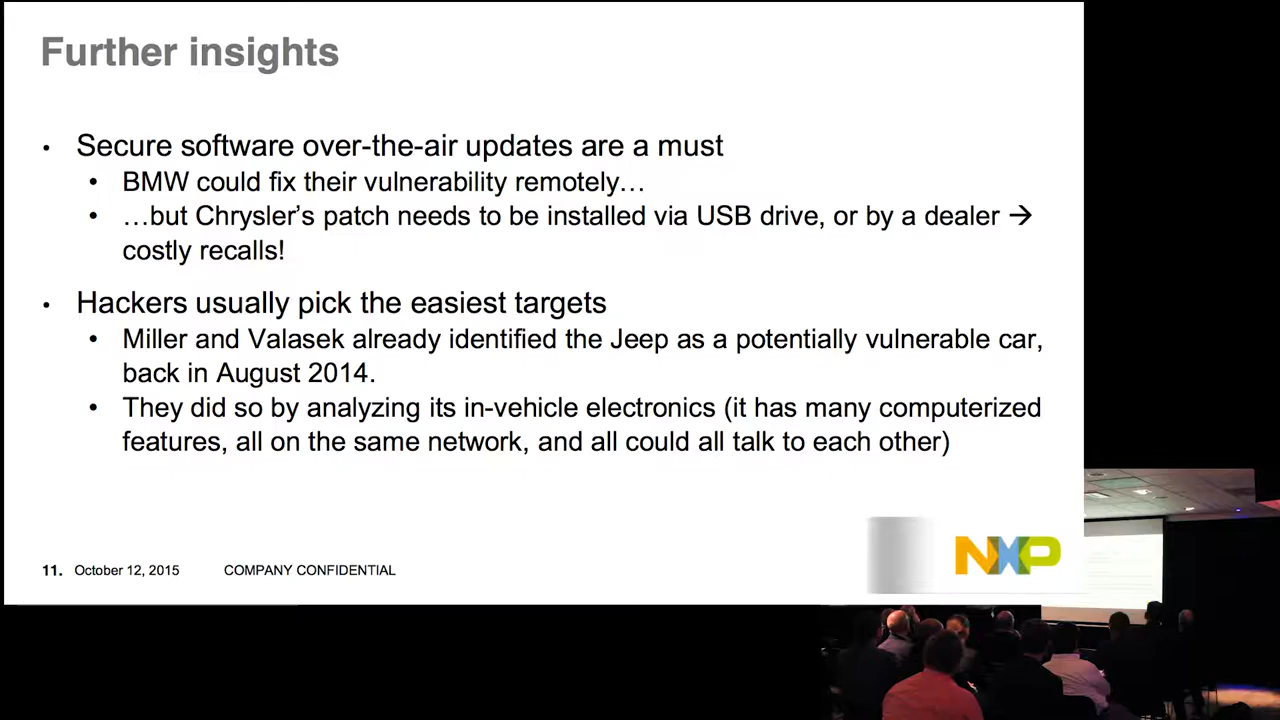 Further insights
• Secure software over-the-air updates are a must
• BMW could fix their vulnerability remotely…
• …but Chrysler’s patch needs to be installed via USB drive, or by a dealer →
costly recalls!
• Hackers usually pick the easiest targets
• Miller and Valasek already identified the Jeep as a potentially vulnerable car,
back in August 2014.
• They did so by analyzing its in-vehicle electronics (it has many computerized
features, all on the same network, and all could all talk to each other)
11. October 12, 2015 COMPANY CONFIDENTIAL
NXP